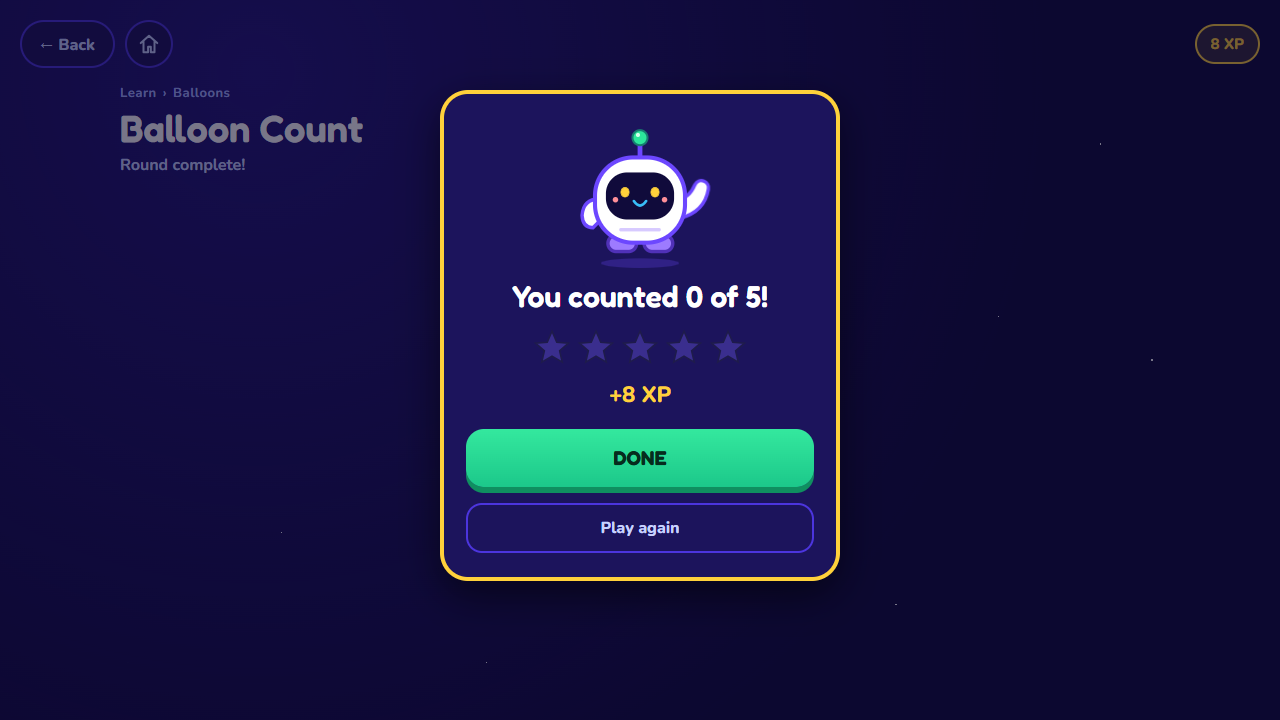 ← Back
8 XP
Learn › Balloons
Balloon Count
Round complete!
You counted 0 of 5!
+8 XP
DONE
Play again